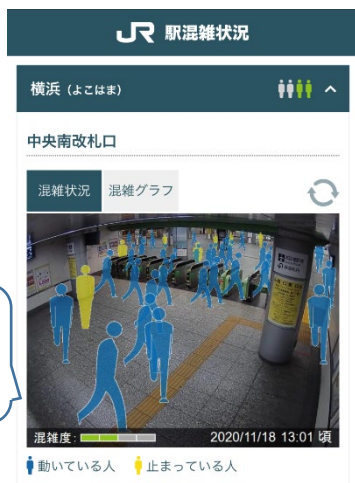 JR 駅混雑状況
横浜 (よこはま)
中央南改札口
混雑状況 混雑グラフ
混雑度:
2020/11/18 13:01 頃
動いている人 止まっている人